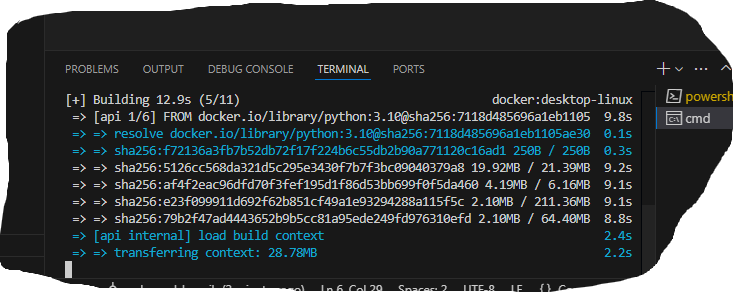 PROBLEMS OUTPUT DEBUG CONSOLE TERMINAL PORTS
[+] Building 12.9s (5/11) docker:desktop-linux
=> [api 1/6] FROM docker.io/library/python:3.10@sha256:7118d485696a1eb1105 9.8s
=> => resolve docker.io/library/python:3.10@sha256:7118d485696a1eb1105ae30 0.1s
=> => sha256:f72136a3fb7b52db72f17f224b6c55db2b90a771120c16ad1 250B / 250B 0.3s
=> => sha256:5126cc568da321d5c295e3430f7b7f3bc09040379a8 19.92MB / 21.39MB 9.2s
=> => sha256:af4f2eac96dfd70f3fef195d1f86d53bb699f0f5da460 4.19MB / 6.16MB 9.1s
=> => sha256:e23f099911d692f62b851cf49a1e93294288a115f5c 2.10MB / 211.36MB 9.1s
=> => sha256:79b2f47ad4443652b9b5cc81a95ede249fd976310efd 2.10MB / 64.40MB 8.8s
=> [api internal] load build context 2.4s
=> => transferring context: 28.78MB 2.2s
powersh
cmd
Ln 6, Col 29 Spaces: 2 UTF-8 LF {}